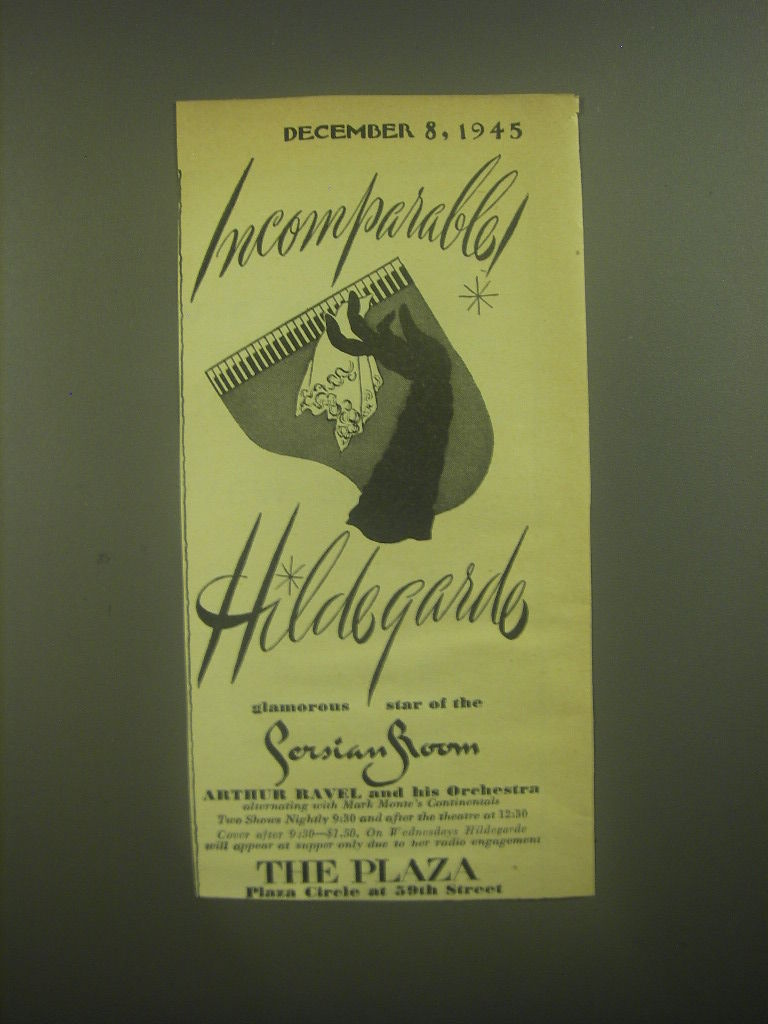 DECEMBER 8, 1945
Incomparable!
Hildegarde
glamorous star of the
Persian Room
ARTHUR RAVEL and his Orchestra
alternating with Mark Monte's Continentals
Two Shows Nightly 9:30 and after the theatre at 12:30
Cover after 9:30—$1.50. On Wednesdays Hildegarde
will appear at supper only due to her radio engagement
THE PLAZA
Plaza Circle at 59th Street